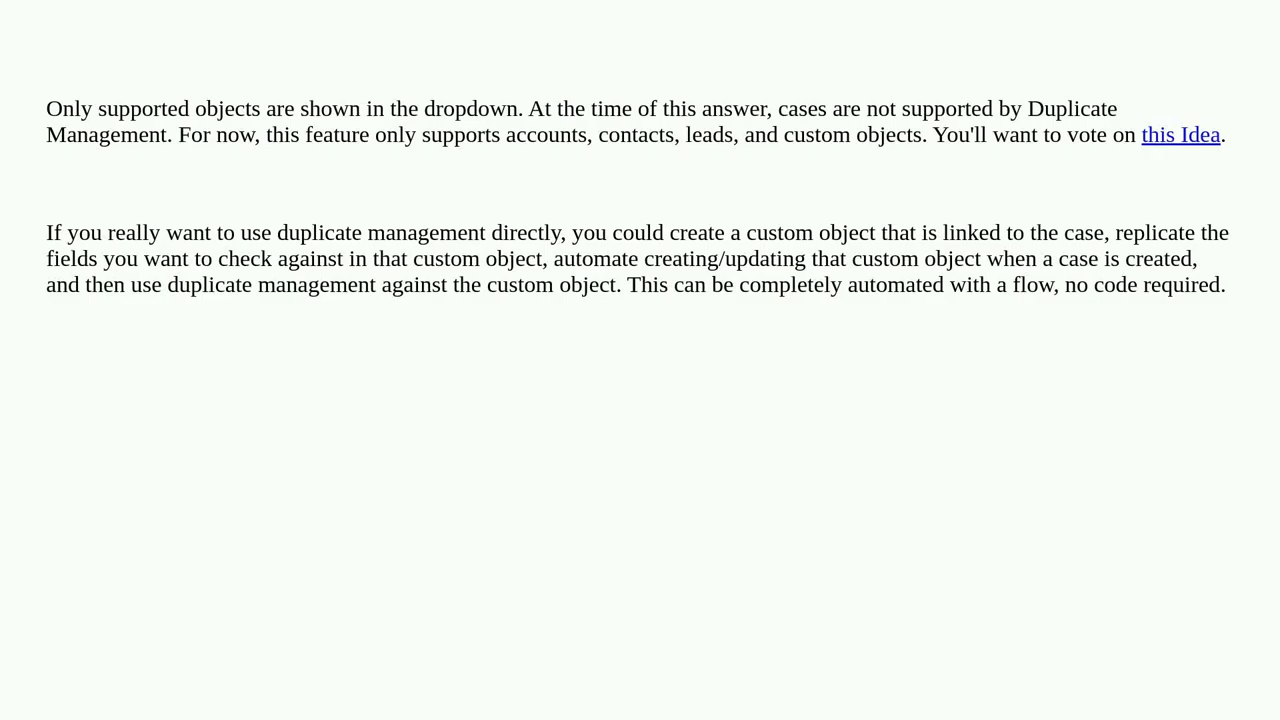 Only supported objects are shown in the dropdown. At the time of this answer, cases are not supported by Duplicate
Management. For now, this feature only supports accounts, contacts, leads, and custom objects. You'll want to vote on this Idea.
If you really want to use duplicate management directly, you could create a custom object that is linked to the case, replicate the
fields you want to check against in that custom object, automate creating/updating that custom object when a case is created,
and then use duplicate management against the custom object. This can be completely automated with a flow, no code required.